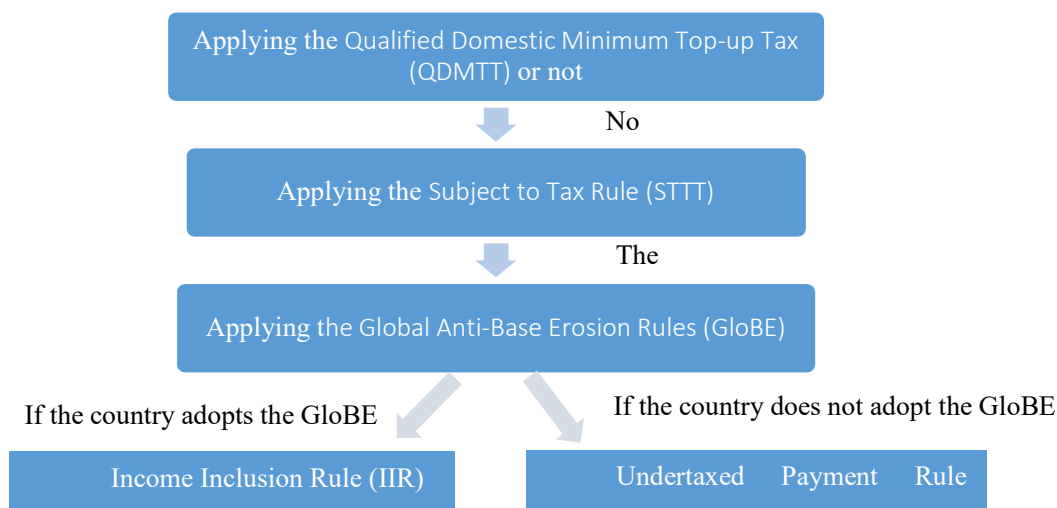 Applying the Qualified Domestic Minimum Top-up Tax
(QDMTT) or not
No
Applying the Subject to Tax Rule (STTT)
The
Applying the Global Anti-Base Erosion Rules (GloBE)
If the country adopts the GloBE
If the country does not adopt the GloBE
Income Inclusion Rule (IIR)
Undertaxed Payment Rule